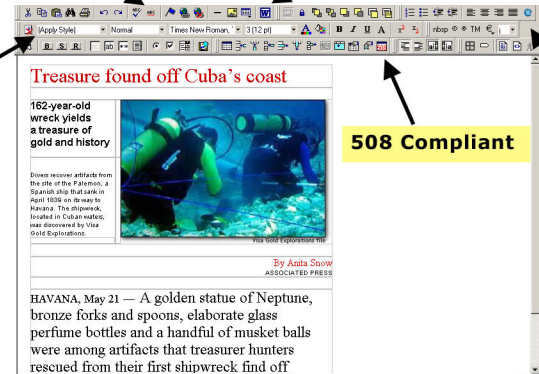 (Apply Style) Normal Times New Roman, 3 (12 pt) B I U A nbsp © ® TM €
B S R ab
Treasure found off Cuba's coast
162-year-old
wreck yields
a treasure of
gold and history
508 Compliant
Divers recover artifacts from
the site of the Palemon, a
Spanish ship that sank in
April 1839 on its way to
Havana. The shipwreck,
located in Cuban waters,
was discovered by Visa
Gold Explorations.
Visa Gold Explorations file
By Anita Snow
ASSOCIATED PRESS
HAVANA, May 21 — A golden statue of Neptune,
bronze forks and spoons, elaborate glass
perfume bottles and a handful of musket balls
were among artifacts that treasurer hunters
rescued from their first shipwreck find off